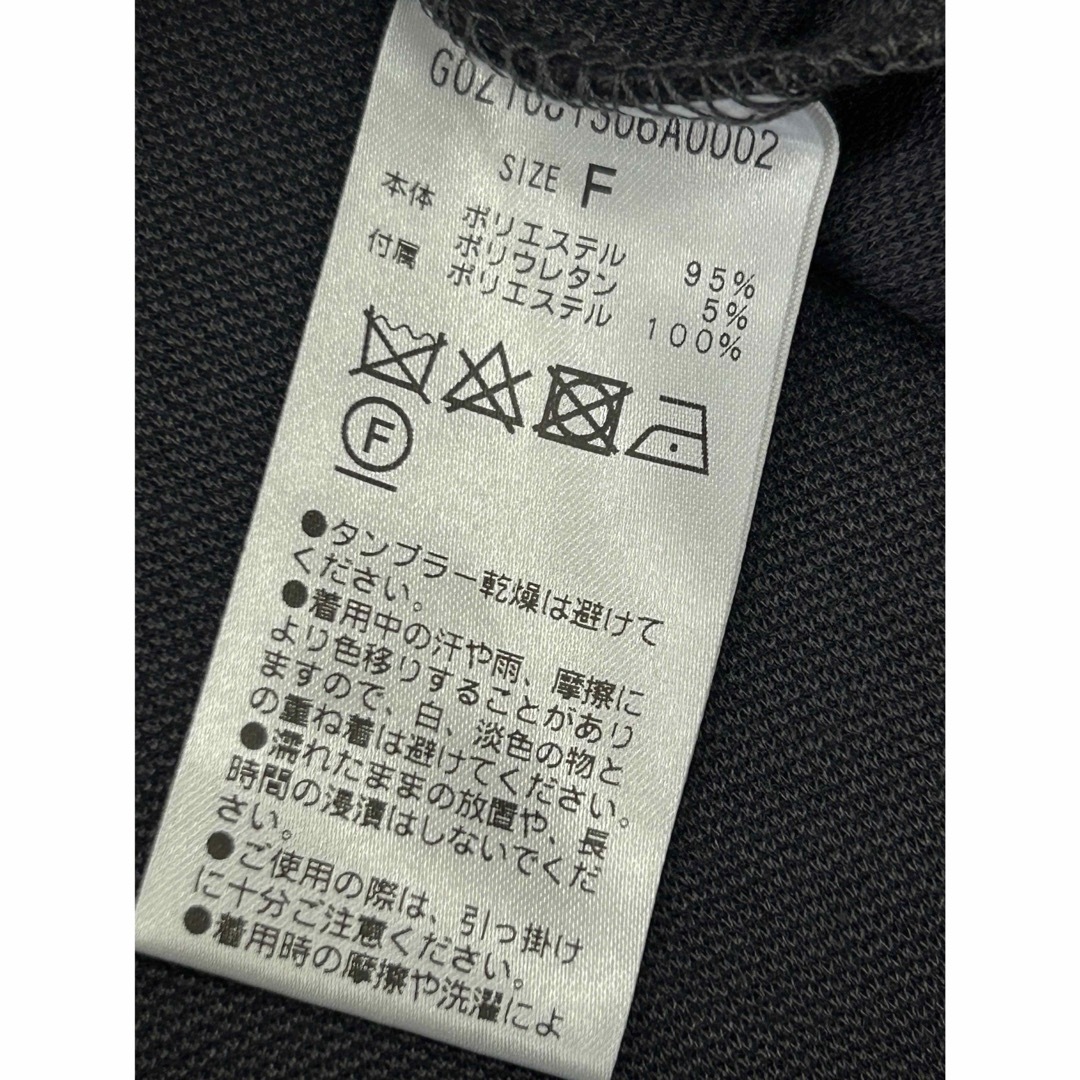 SIZE F
本体 ポリエステル 95%
ポリウレタン 5%
付属 ポリエステル 100%
F
●タンブラー乾燥は避けて
ください。
●着用中の汗や雨、摩擦に
より色移りすることがあり
ますので、白、淡色の物と
の重ね着は避けてください。
●濡れたままの放置や、長
時間の浸漬はしないでくだ
さい。
●ご使用の際は、引っ掛け
に十分ご注意ください。
●着用時の摩擦や洗濯によ